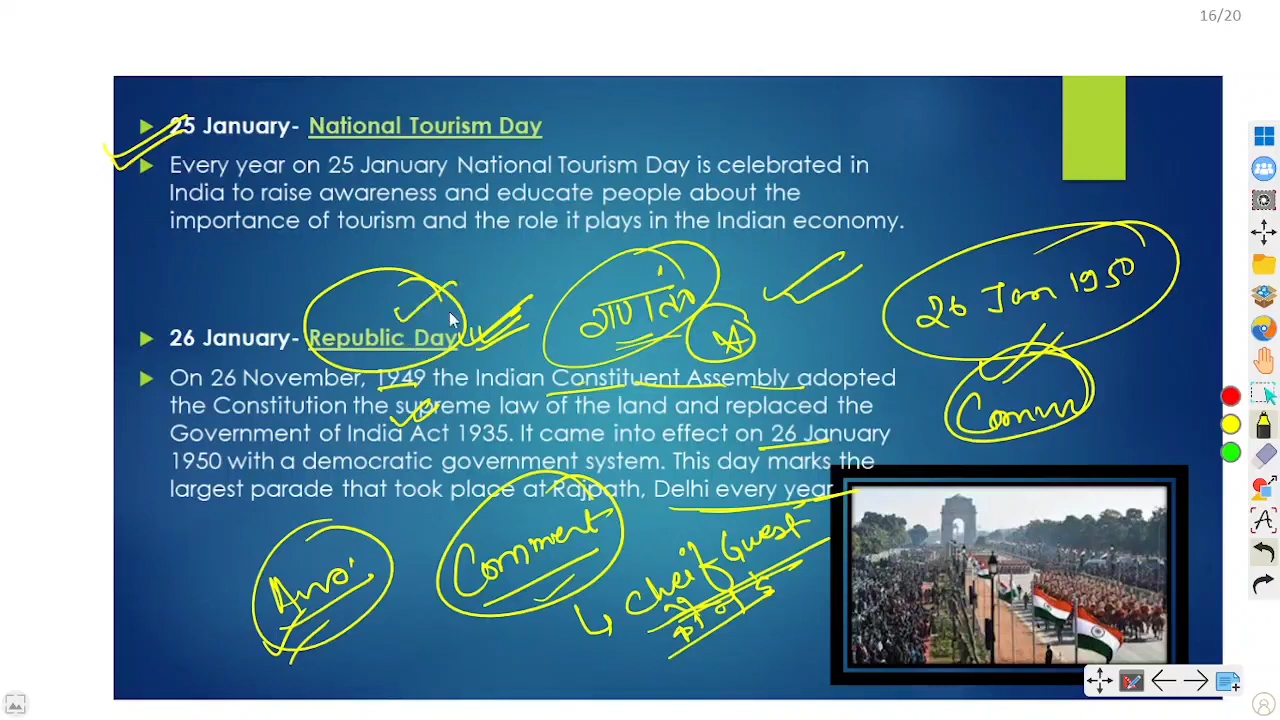 16/20
25 January- National Tourism Day
Every year on 25 January National Tourism Day is celebrated in
India to raise awareness and educate people about the
importance of tourism and the role it plays in the Indian economy.
26 Jan 1950
26 January- Republic Day
On 26 November, 1949 the Indian Constituent Assembly adopted
the Constitution the supreme law of the land and replaced the
Comm
Government of India Act 1935. It came into effect on 26 January
1950 with a democratic government system. This day marks the
largest parade that took place at Rajpath, Delhi every year
Comment
Cheif Guest